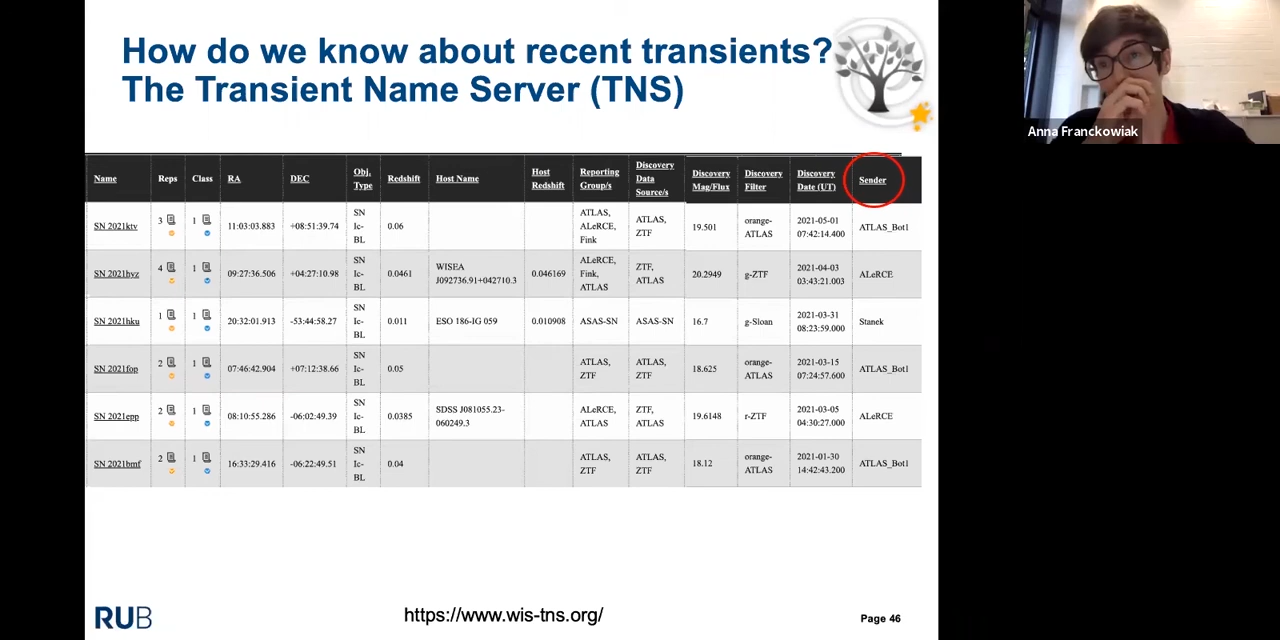 How do we know about recent transients?
The Transient Name Server (TNS)
Anna Franckowiak
Name Reps Class RA DEC Obj. Type Redshift Host Name Host Redshift Reporting Group/s Discovery Data Source/s Discovery Mag/Flux Discovery Filter Discovery Date (UT) Sender
SN 2021ktv 3 1 11:03:03.883 +08:51:39.74 SN Ic-BL 0.06 ATLAS, ALeRCE, Fink ATLAS, ZTF 19.501 orange-ATLAS 2021-05-01 07:42:14.400 ATLAS_Bot1
SN 2021hyz 4 1 09:27:36.506 +04:27:10.98 SN Ic-BL 0.0461 WISEA J092736.91+042710.3 0.046169 ALeRCE, Fink, ATLAS ZTF, ATLAS 20.2949 g-ZTF 2021-04-03 03:43:21.003 ALeRCE
SN 2021hku 1 1 20:32:01.913 -53:44:58.27 SN Ic-BL 0.011 ESO 186-IG 059 0.010908 ASAS-SN ASAS-SN 16.7 g-Sloan 2021-03-31 08:23:59.000 Stanek
SN 2021fop 2 1 07:46:42.904 +07:12:38.66 SN Ic-BL 0.05 ATLAS, ZTF ATLAS, ZTF 18.625 orange-ATLAS 2021-03-15 07:24:57.600 ATLAS_Bot1
SN 2021epp 2 1 08:10:55.286 -06:02:49.39 SN Ic-BL 0.0385 SDSS J081055.23-060249.3 ALeRCE, ATLAS ZTF, ATLAS 19.6148 r-ZTF 2021-03-05 04:30:27.000 ALeRCE
SN 2021bmf 2 1 16:33:29.416 -06:22:49.51 SN Ic-BL 0.04 ATLAS, ZTF ATLAS, ZTF 18.12 orange-ATLAS 2021-01-30 14:42:43.200 ATLAS_Bot1
RUB https://www.wis-tns.org/ Page 46